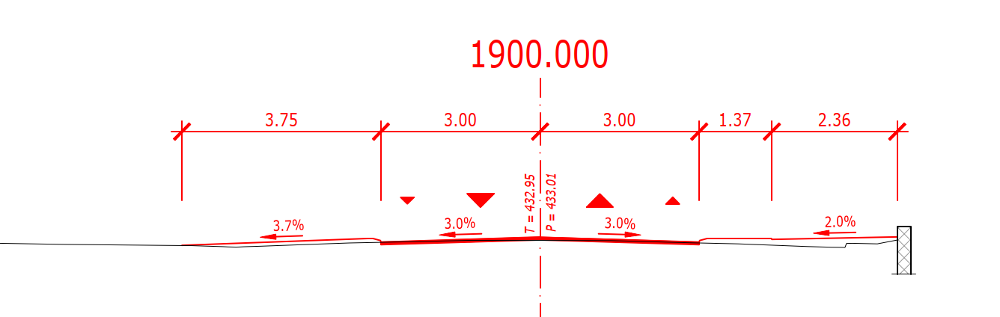 1900.000
3.75 3.00 3.00 1.37 2.36
T = 432.95
P = 433.01
3.7% 3.0% 3.0% 2.0%